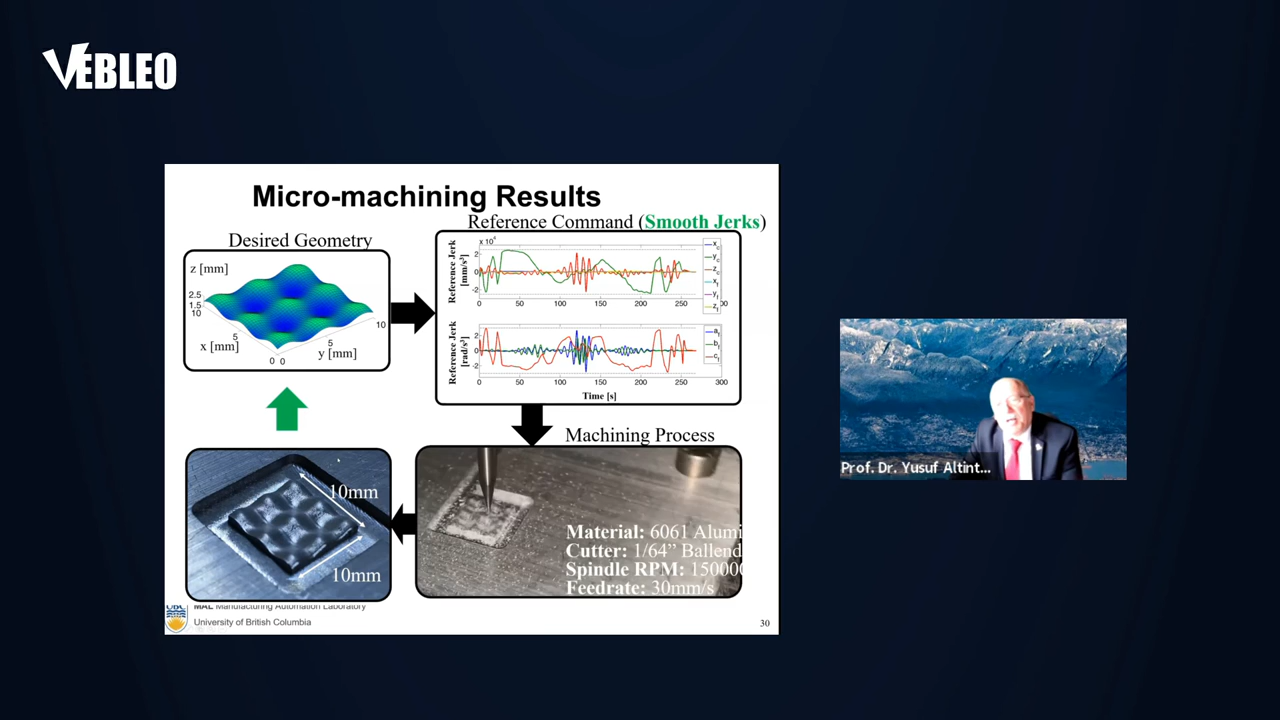 VEBLEO
Micro-machining Results
Reference Command (Smooth Jerks)
Desired Geometry
z [mm]
2.5
1.5
10
5
x [mm]
0 0
5
y [mm]
10
x 10⁴
Reference Jerk
[mm/s³]
2
0
-2
0 50 100 150 200 250 00
Reference Jerk
[rad/s³]
2
0
-2
0 50 100 150 200 250 300
Time [s]
Machining Process
Material: 6061 Alumi
Cutter: 1/64” Ballend
Spindle RPM: 150000
Feedrate: 30mm/s
10mm
10mm
UBC
MAL Manufacturing Automation Laboratory
University of British Columbia
30
Prof. Dr. Yusuf Altint...